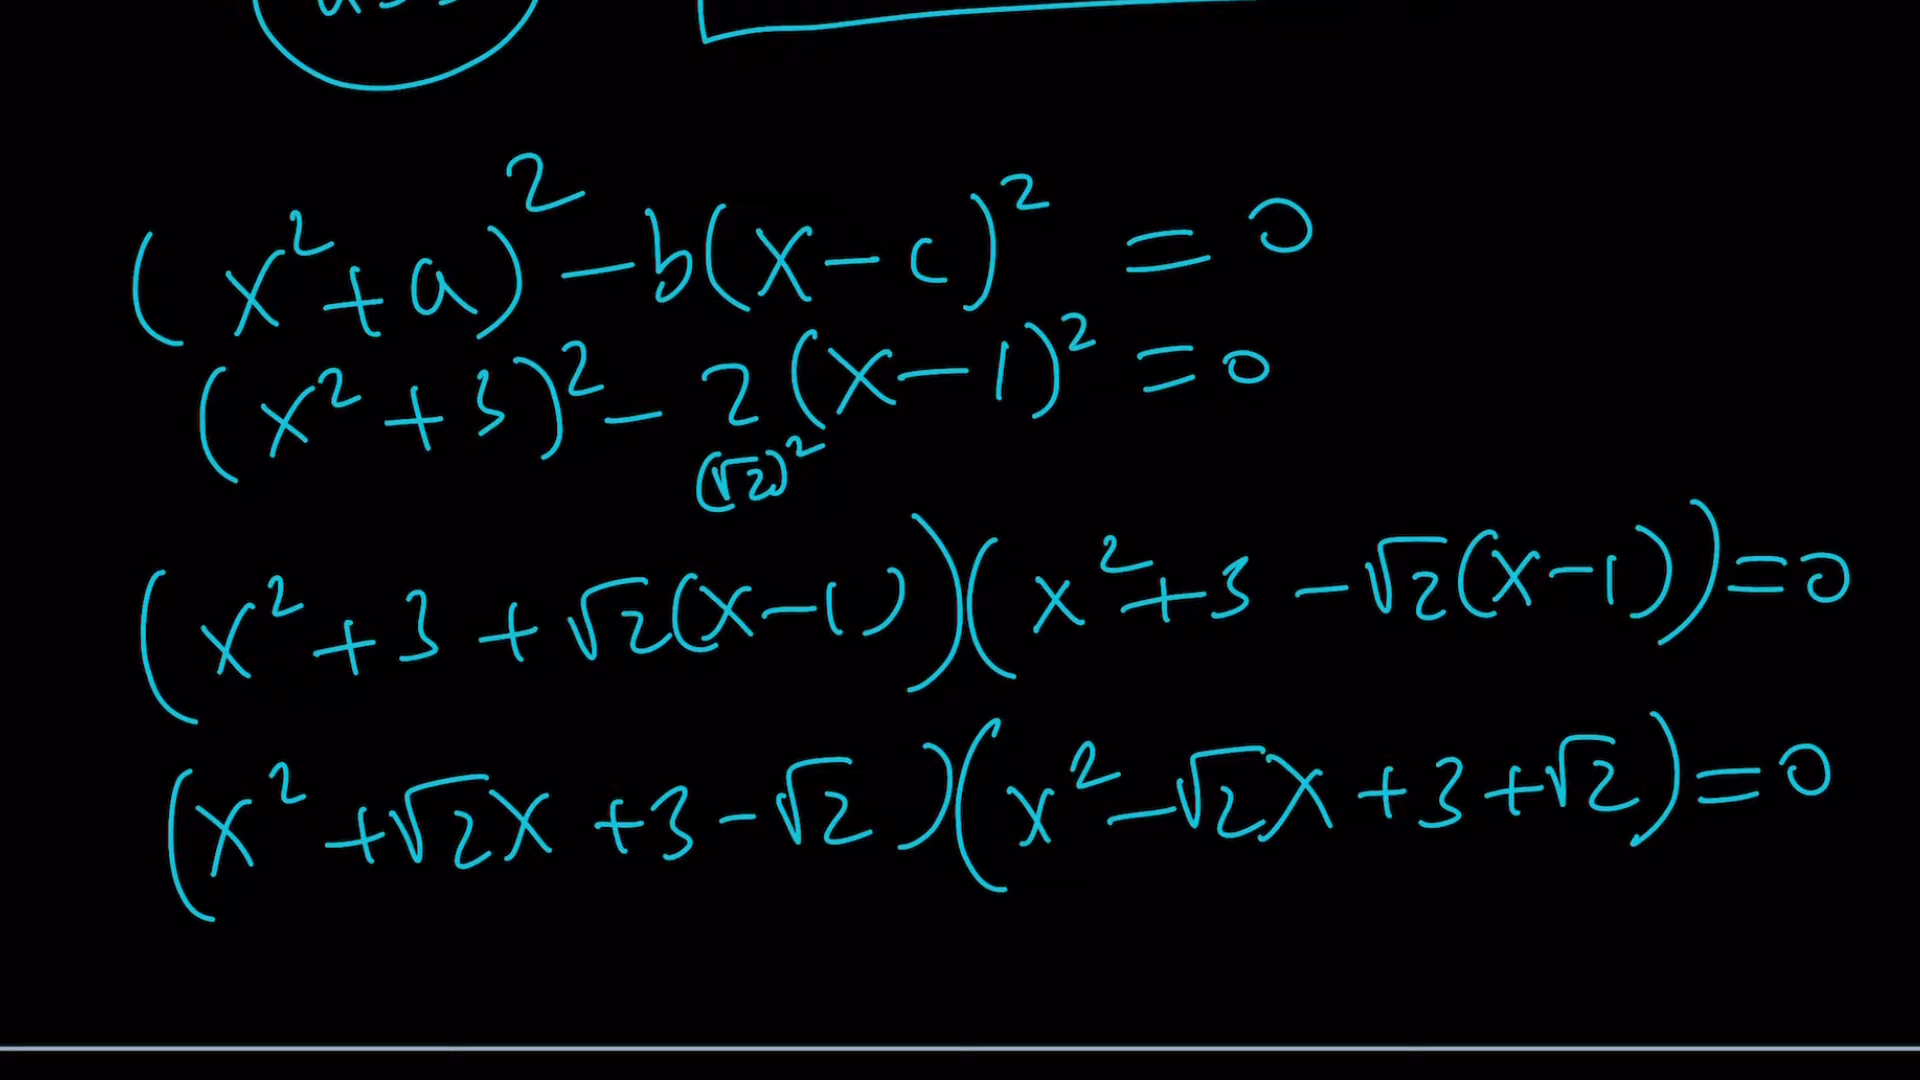 (x²+a)² − b(x−c)² = 0
(x²+3)² − 2(x−1)² = 0
(√2)²
(x²+3+√2(x−1))(x²+3−√2(x−1))=0
(x²+√2x+3−√2)(x²−√2x+3+√2)=0